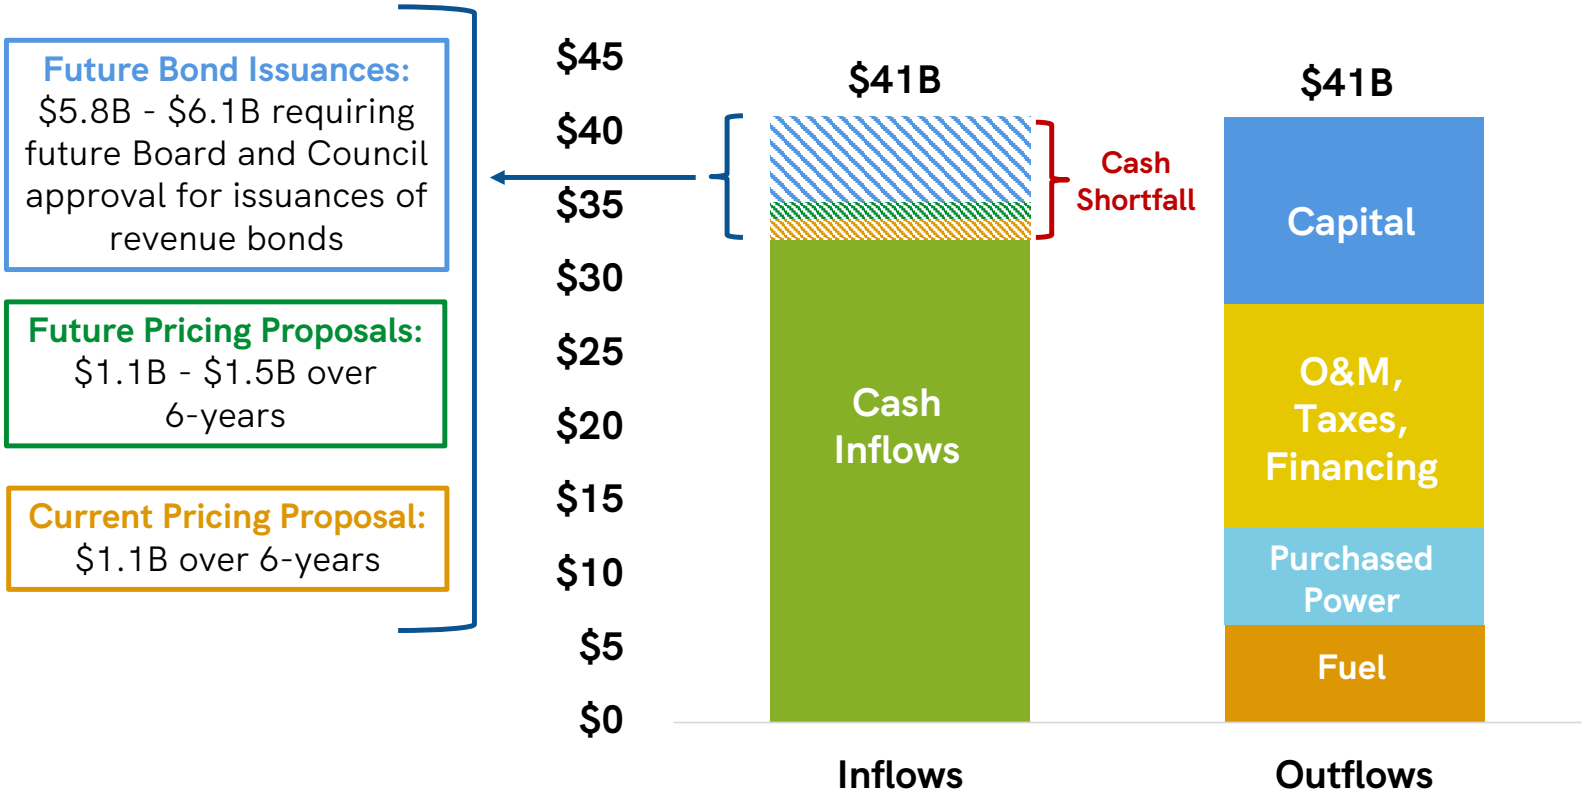 Future Bond Issuances:
$5.8B - $6.1B requiring
future Board and Council
approval for issuances of
revenue bonds
Future Pricing Proposals:
$1.1B - $1.5B over
6-years
Current Pricing Proposal:
$1.1B over 6-years
$45
$40
$35
$30
$25
$20
$15
$10
$5
$0
$41B
Cash
Shortfall
Cash
Inflows
Inflows
$41B
Capital
O&M,
Taxes,
Financing
Purchased
Power
Fuel
Outflows